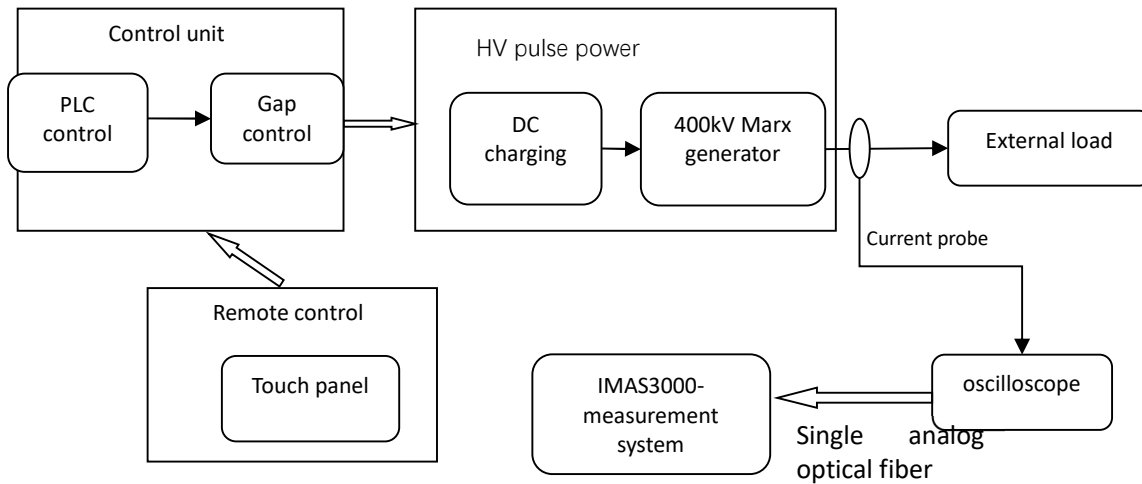 Control unit
PLC
control
Gap
control
HV pulse power
DC
charging
400kV Marx
generator
External load
Current probe
Remote control
Touch panel
IMAS3000-
measurement
system
oscilloscope
Single analog
optical fiber